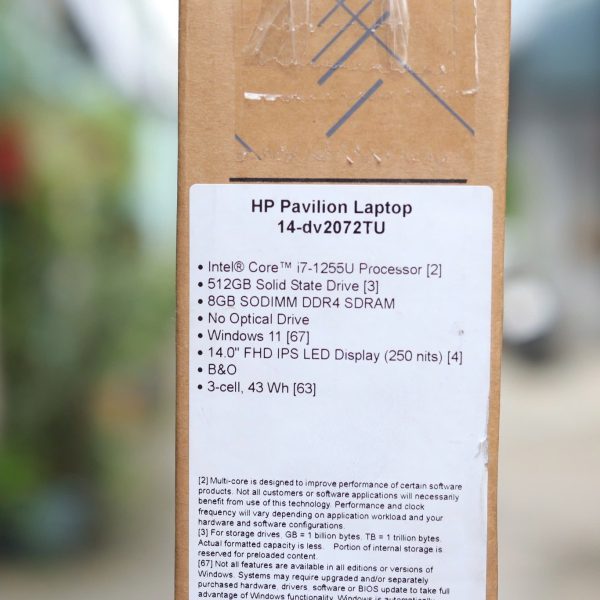 HP Pavilion Laptop
14-dv2072TU
• Intel® Core™ i7-1255U Processor [2]
• 512GB Solid State Drive [3]
• 8GB SODIMM DDR4 SDRAM
• No Optical Drive
• Windows 11 [67]
• 14.0" FHD IPS LED Display (250 nits) [4]
• B&O
• 3-cell, 43 Wh [63]
[2] Multi-core is designed to improve performance of certain software
products. Not all customers or software applications will necessarily
benefit from use of this technology. Performance and clock
frequency will vary depending on application workload and your
hardware and software configurations.
[3] For storage drives, GB = 1 billion bytes, TB = 1 trillion bytes.
Actual formatted capacity is less. Portion of internal storage is
reserved for preloaded content.
[67] Not all features are available in all editions or versions of
Windows. Systems may require upgraded and/or separately
purchased hardware, drivers, software or BIOS update to take full
advantage of Windows functionality. Windows is automatically